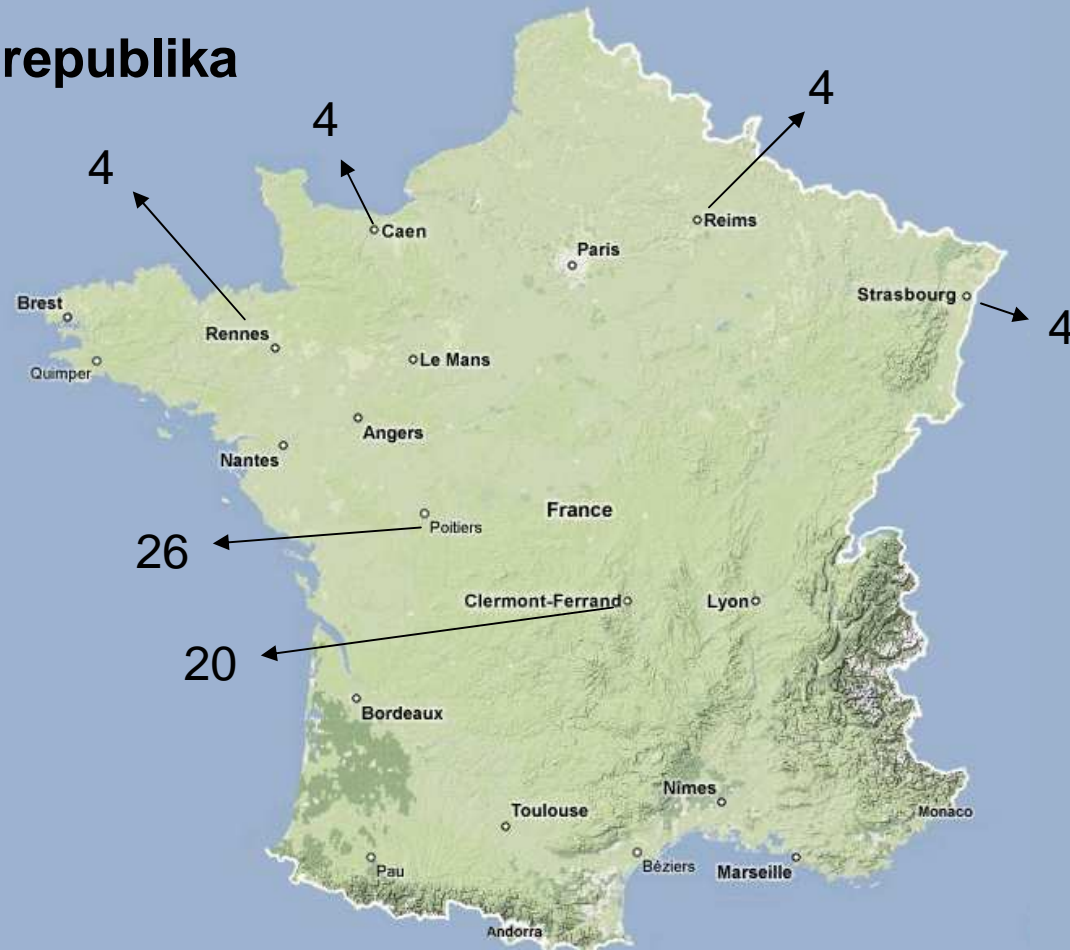 republika
4
4
4
Caen
Reims
Paris
Strasbourg
4
Brest
Rennes
Le Mans
Quimper
Angers
Nantes
France
Poitiers
26
Clermont-Ferrand
Lyon
20
Bordeaux
Nîmes
Toulouse
Monaco
Béziers
Marseille
Pau
Andorra